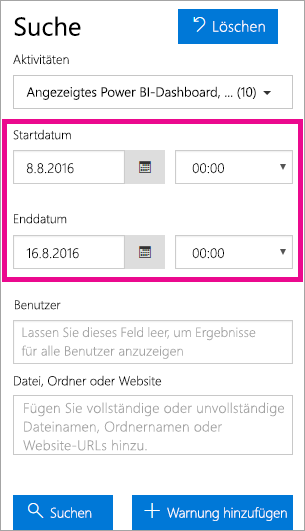 Suche
Löschen
Aktivitäten
Angezeigtes Power BI-Dashboard, ... (10)
Startdatum
8.8.2016
00:00
Enddatum
16.8.2016
00:00
Benutzer
Lassen Sie dieses Feld leer, um Ergebnisse
für alle Benutzer anzuzeigen
Datei, Ordner oder Website
Fügen Sie vollständige oder unvollständige
Dateinamen, Ordnernamen oder
Website-URLs hinzu.
Suchen
Warnung hinzufügen